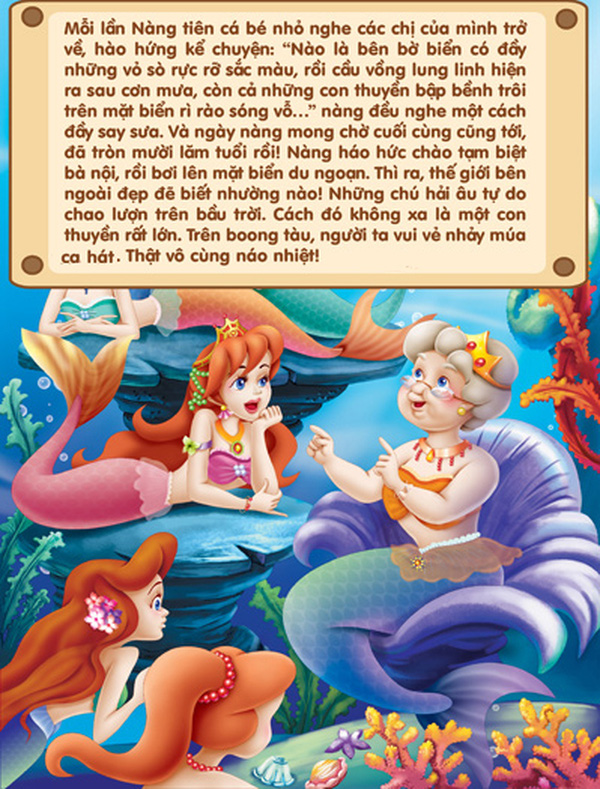 Mỗi lần Nàng tiên cá bé nhỏ nghe các chị của mình trở
về, hào hứng kể chuyện: “Nào là bên bờ biển có đầy
những vỏ sò rực rỡ sắc màu, rồi cầu vồng lung linh hiện
ra sau cơn mưa, còn cả những con thuyền bập bềnh trôi
trên mặt biển rì rào sóng vỗ...” nàng đều nghe một cách
đầy say sưa. Và ngày nàng mong chờ cuối cùng cũng tới,
đã tròn mười lăm tuổi rồi! Nàng háo hức chào tạm biệt
bà nội, rồi bơi lên mặt biển du ngoạn. Thì ra, thế giới bên
ngoài đẹp đẽ biết nhường nào! Những chú hải âu tự do
chao lượn trên bầu trời. Cách đó không xa là một con
thuyền rất lớn. Trên boong tàu, người ta vui vẻ nhảy múa
ca hát. Thật vô cùng náo nhiệt!